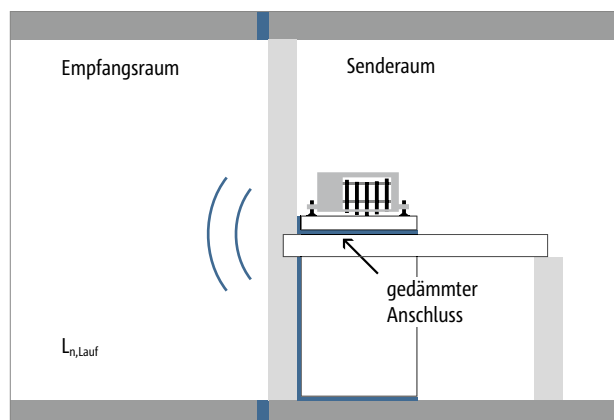 Empfangsraum
Senderaum
gedämmter
Anschluss
Ln,Lauf